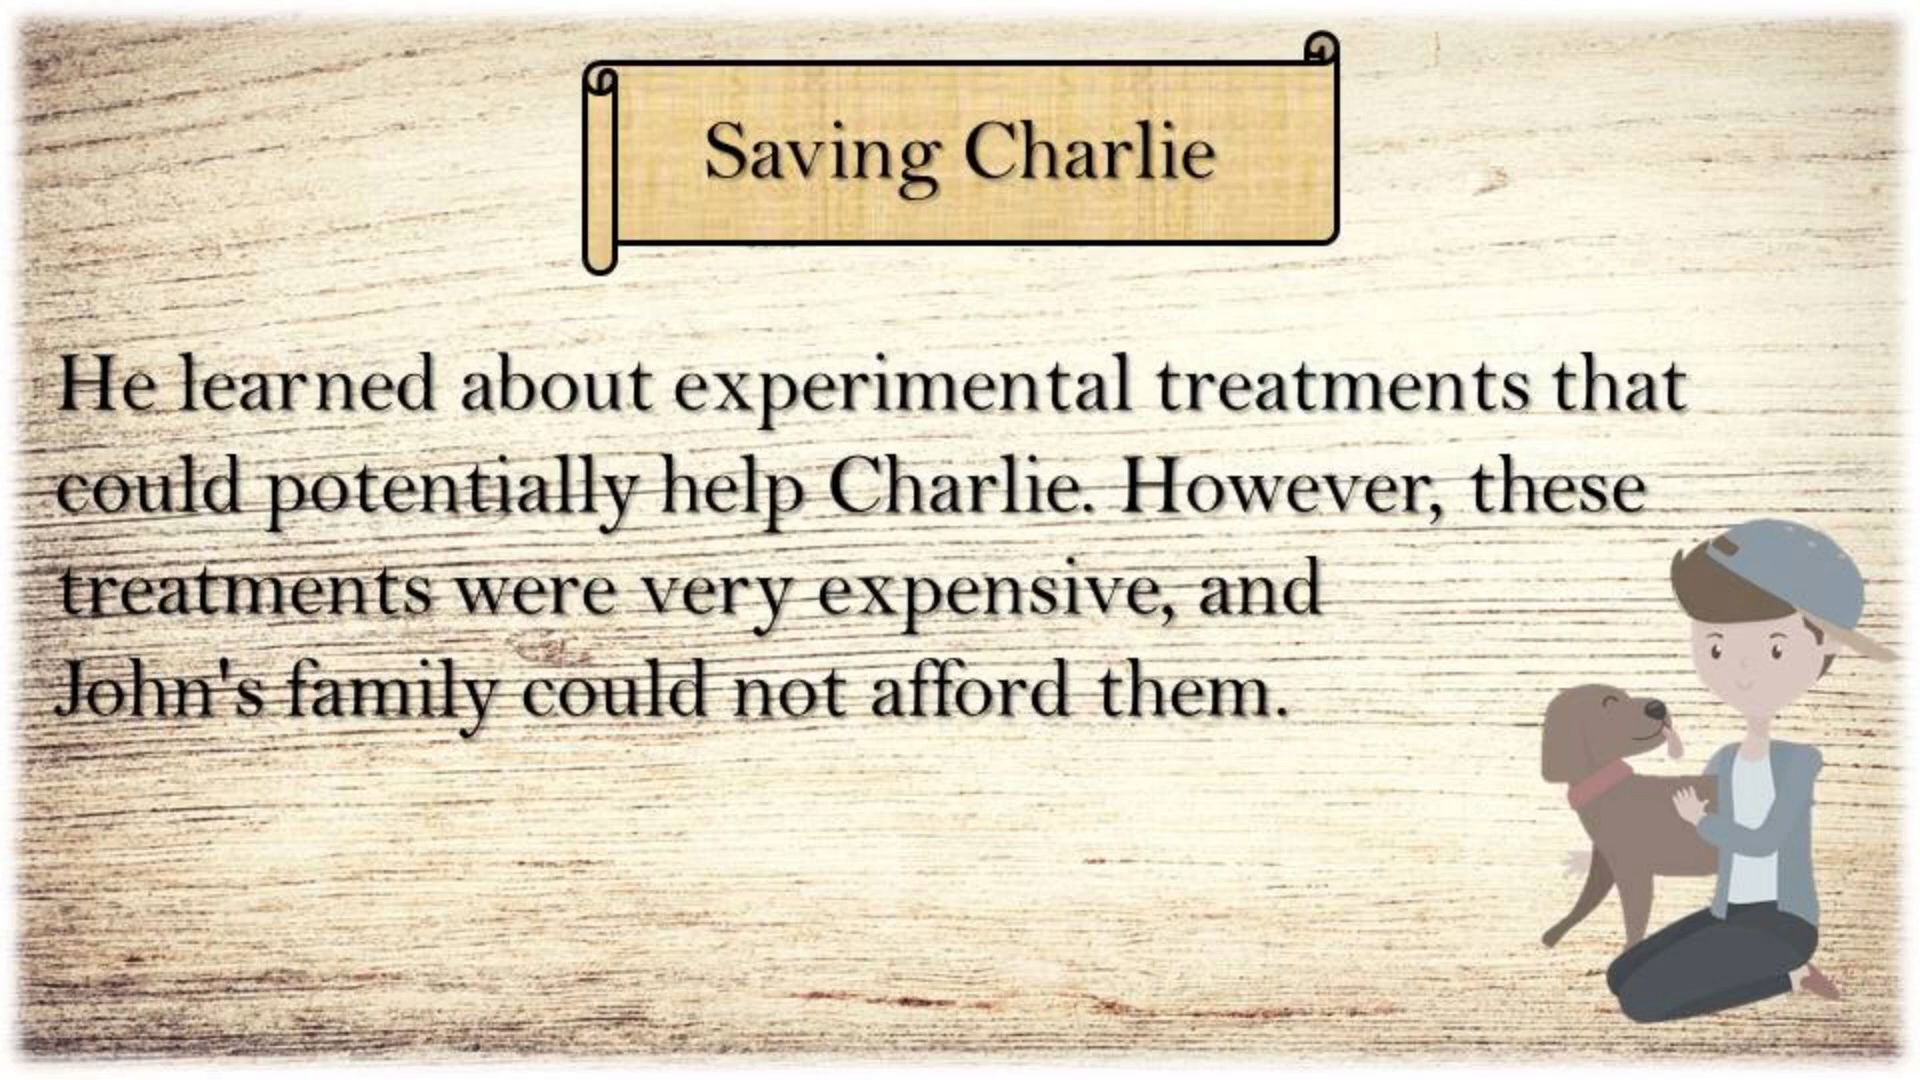 Saving Charlie
He learned about experimental treatments that
could potentially help Charlie. However, these
treatments were very expensive, and
John's family could not afford them.